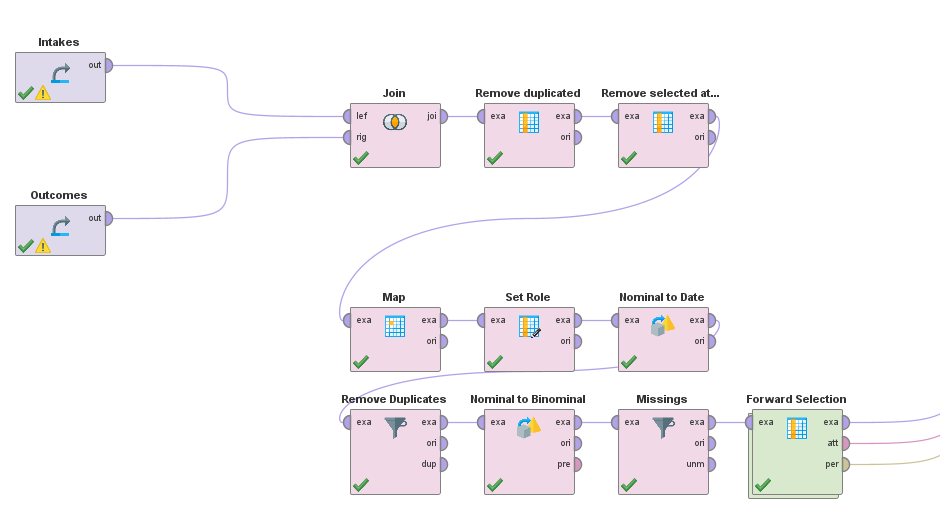 Intakes
out
Outcomes
out
Join
lef
joi
rig
Remove duplicated
exa
exa
ori
Remove selected at...
exa
exa
ori
Map
exa
exa
ori
Set Role
exa
exa
ori
Nominal to Date
exa
exa
ori
Remove Duplicates
exa
exa
ori
dup
Nominal to Binominal
exa
exa
ori
pre
Missings
exa
exa
ori
unm
Forward Selection
exa
exa
att
per